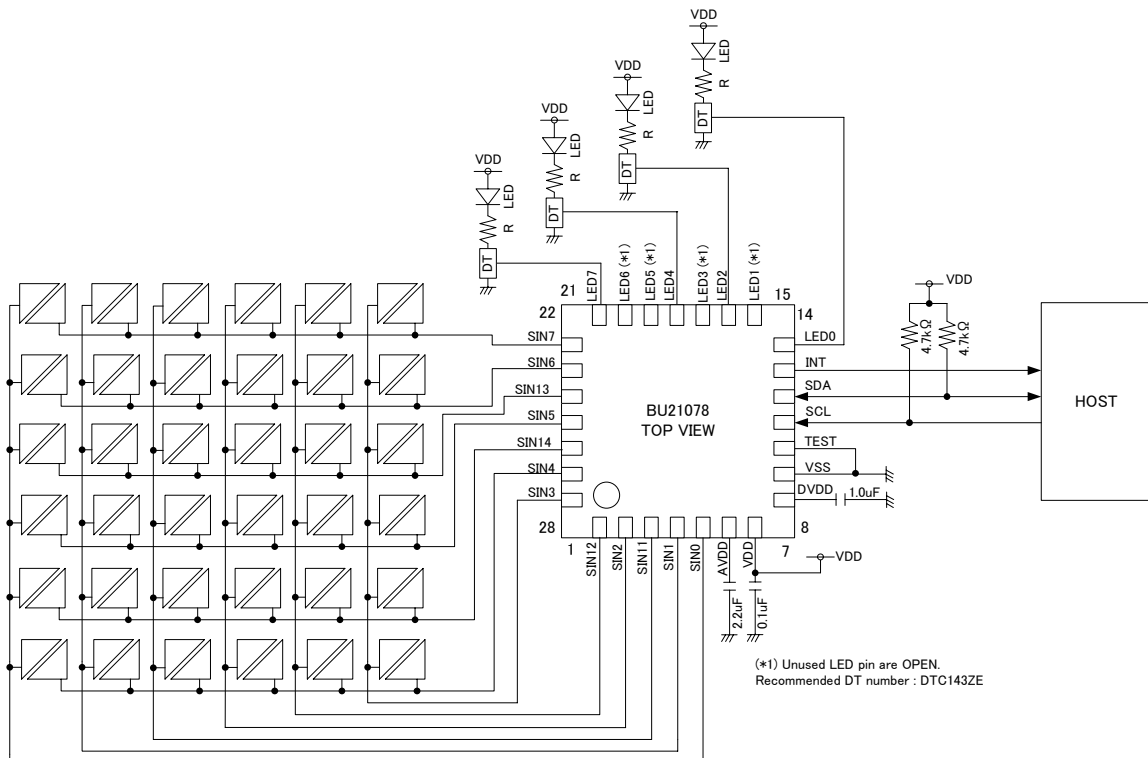 VDD
LED
R
DT
VDD
LED
R
DT
VDD
LED
R
DT
VDD
LED
R
DT
21
LED7
LED6 (*1)
LED5 (*1)
LED4
LED3 (*1)
LED2
LED1 (*1)
15
22
14
SIN7
SIN6
SIN13
SIN5
SIN14
SIN4
SIN3
BU21078
TOP VIEW
LED0
INT
SDA
SCL
TEST
VSS
DVDD
1.0uF
VDD
4.7kΩ
4.7kΩ
HOST
28
8
1
7
SIN12
SIN2
SIN11
SIN1
SIN0
AVDD
VDD
VDD
2.2uF
0.1uF
(*1) Unused LED pin are OPEN.
Recommended DT number : DTC143ZE